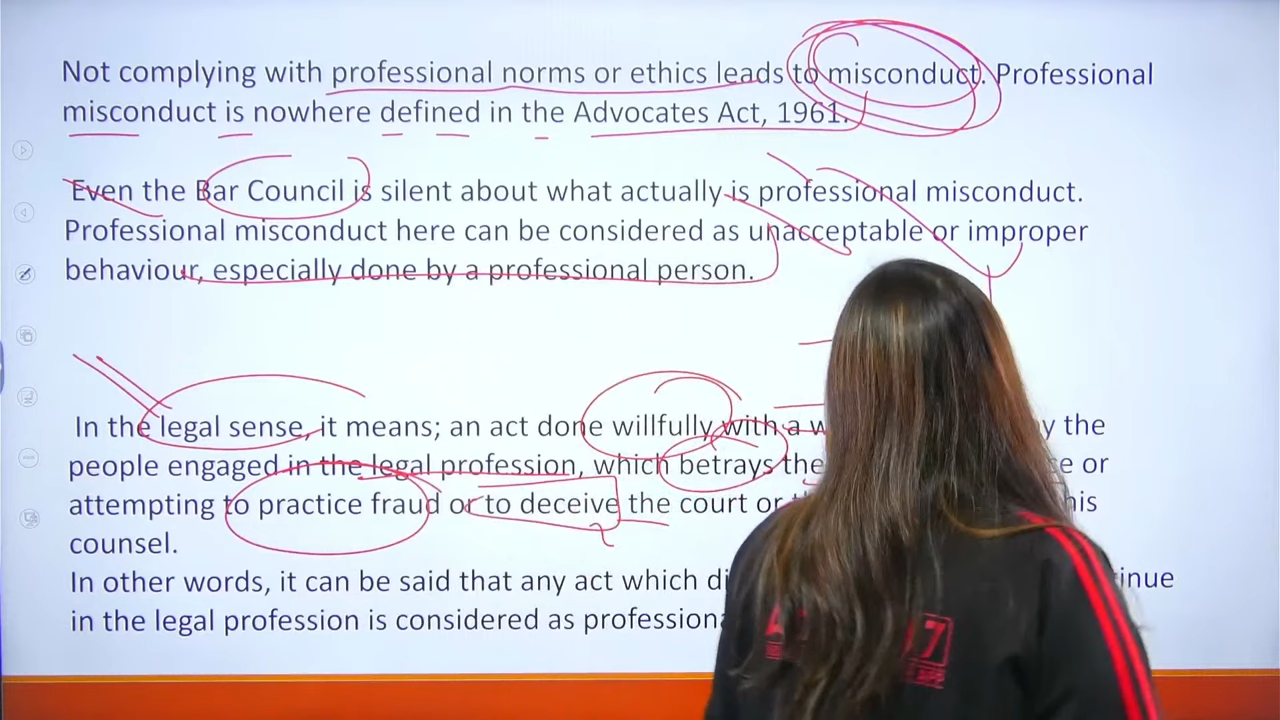 Not complying with professional norms or ethics leads to misconduct. Professional
misconduct is nowhere defined in the Advocates Act, 1961.
Even the Bar Council is silent about what actually is professional misconduct.
Professional misconduct here can be considered as unacceptable or improper
behaviour, especially done by a professional person.
In the legal sense, it means; an act done willfully with a y the
people engaged in the legal profession, which betrays the or
attempting to practice fraud or to deceive the court or his
counsel.
In other words, it can be said that any act which
in the legal profession is considered as
7